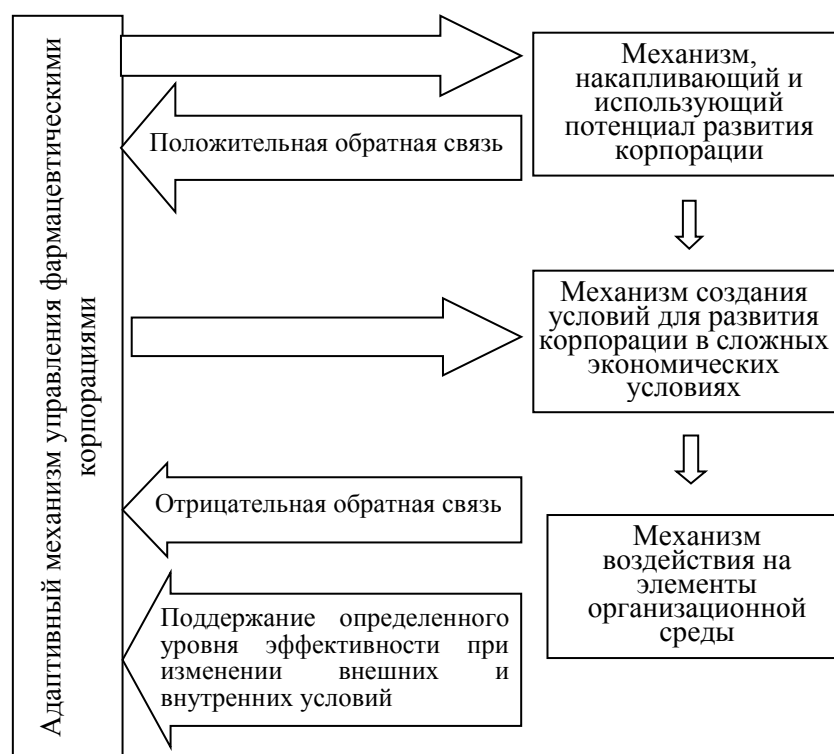 Адаптивный механизм управления фармацевтическими
корпорациями
Механизм,
накапливающий и
использующий
потенциал развития
корпорации
Положительная обратная связь
Механизм создания
условий для развития
корпорации в сложных
экономических
условиях
Отрицательная обратная связь
Механизм
воздействия на
элементы
организационной
среды
Поддержание определенного
уровня эффективности при
изменении внешних и
внутренних условий